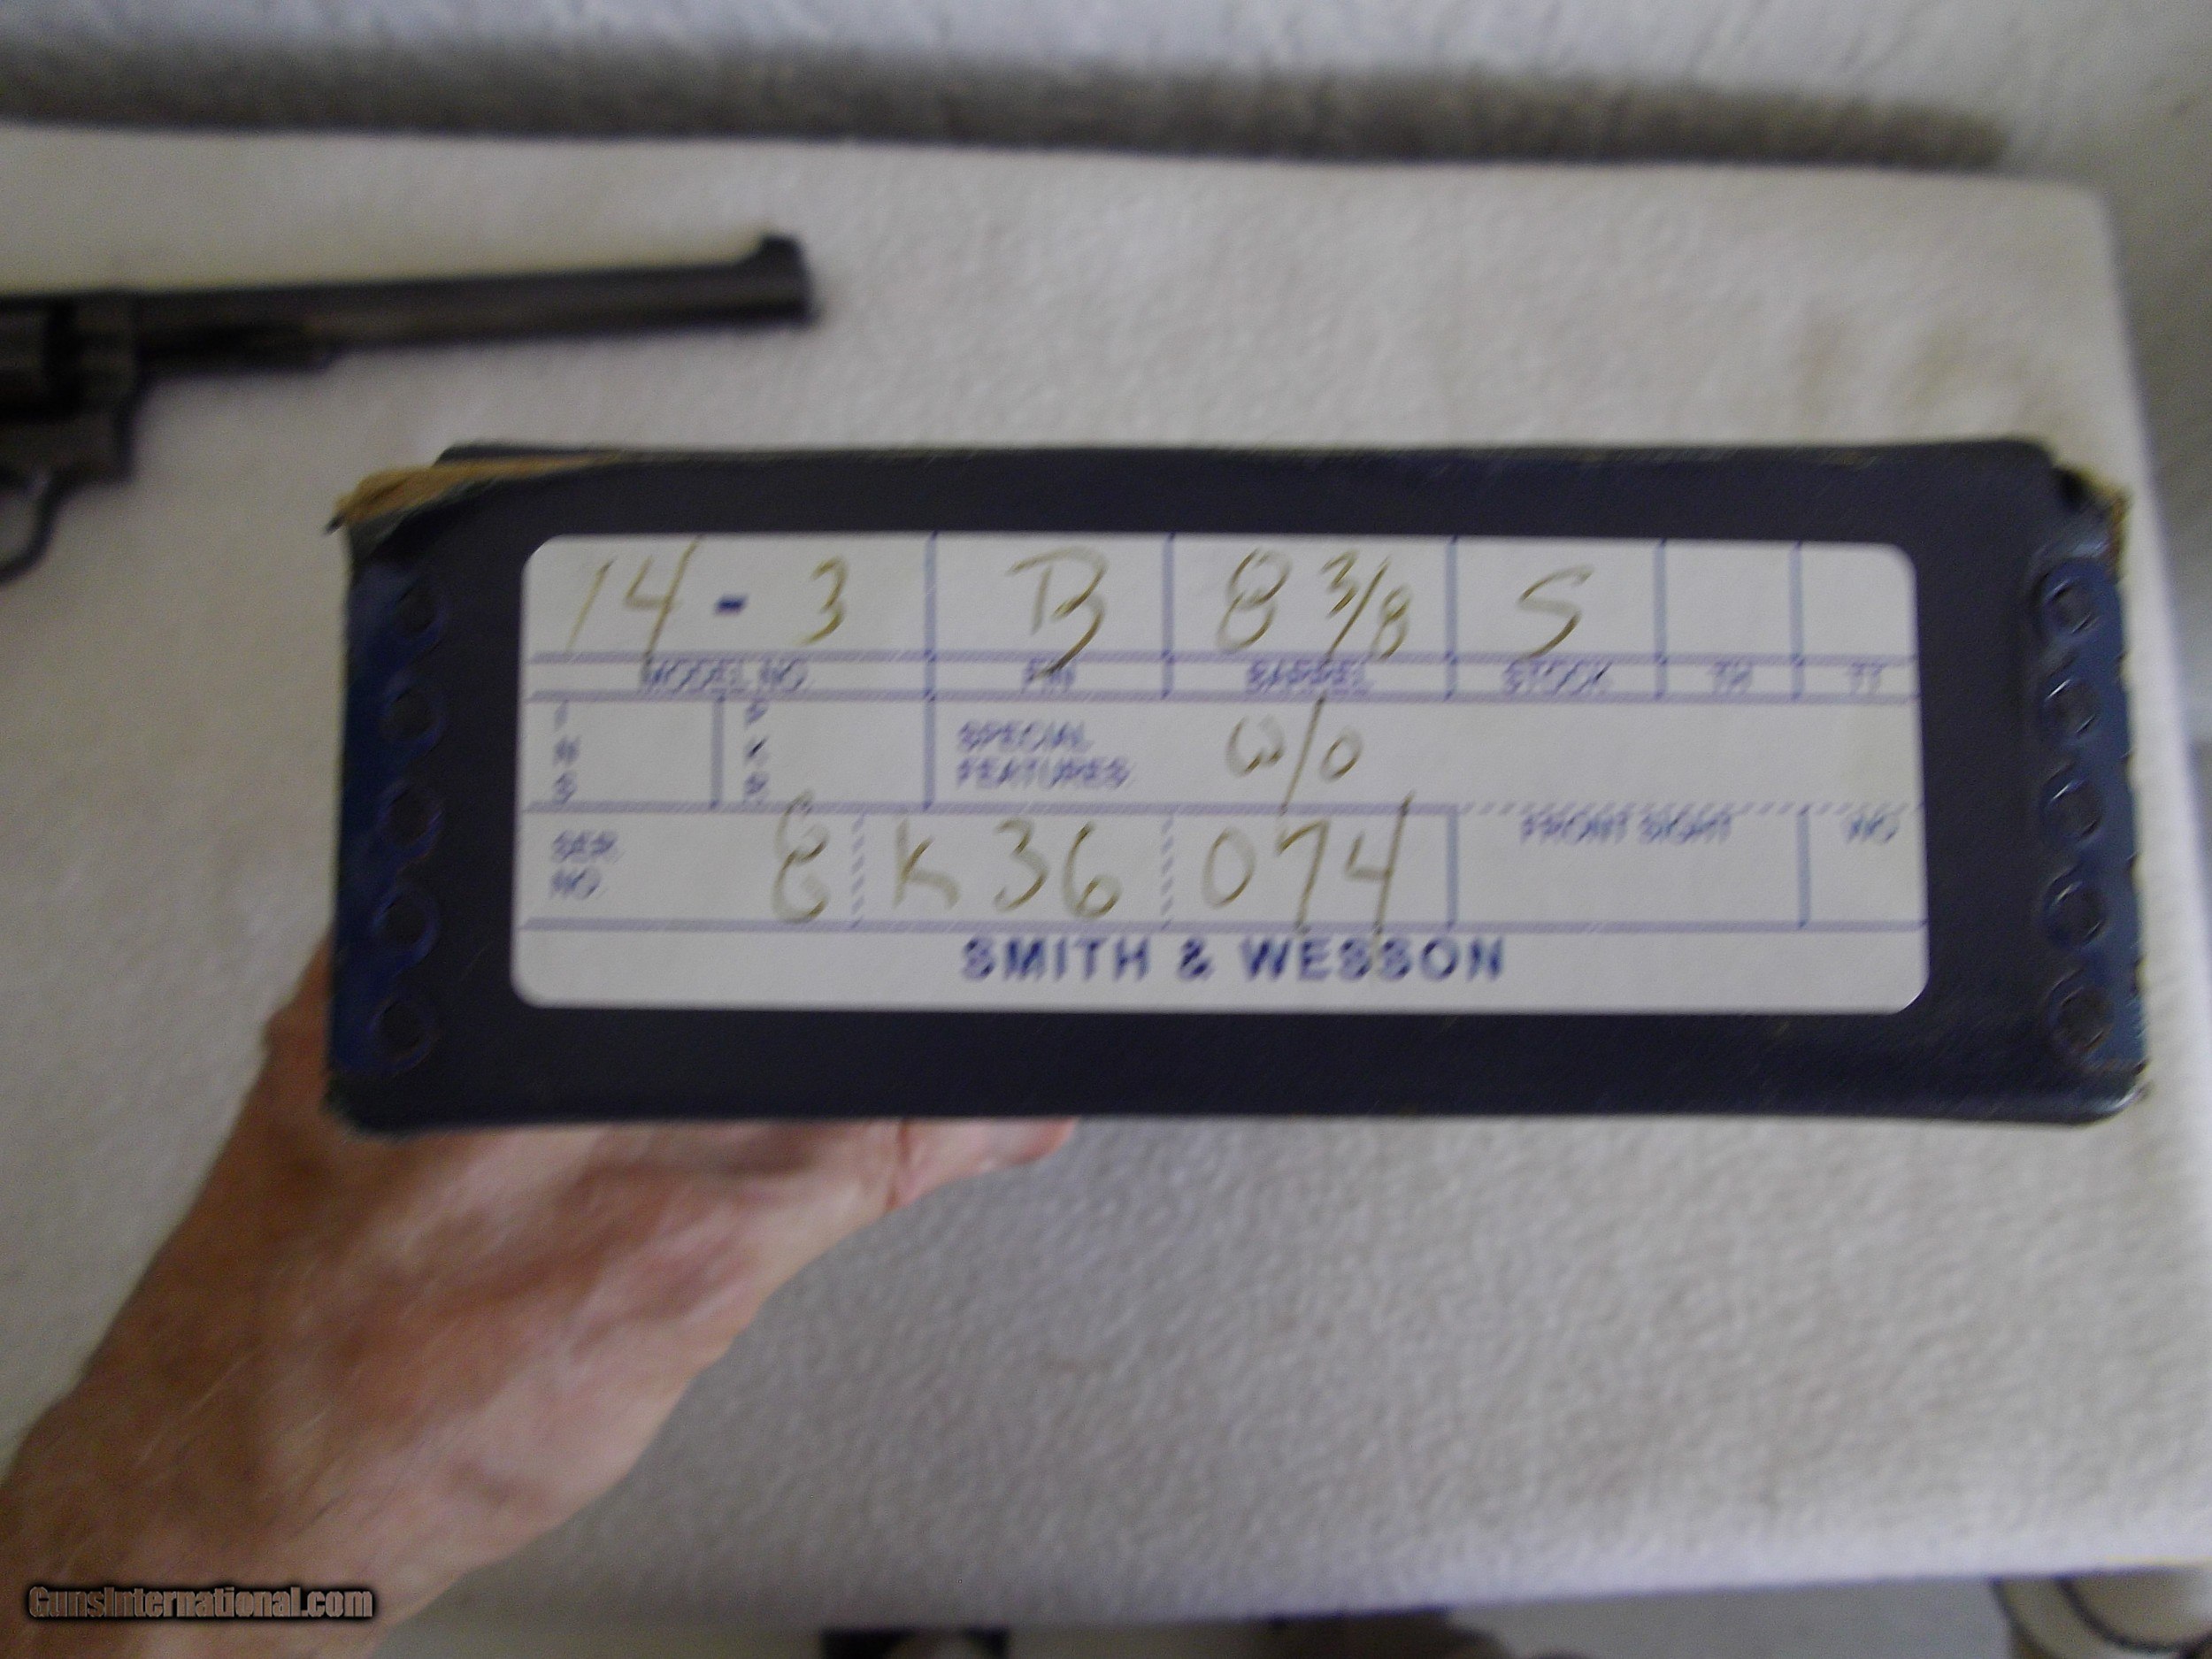 14-3 B 8 3/8 S
MODEL NO. FIN BARREL STOCK TH TT
SPECIAL FEATURES: W/O
SER. NO. 8 K36 074 FRONT SIGHT WO
SMITH & WESSON
GunsInternational.com